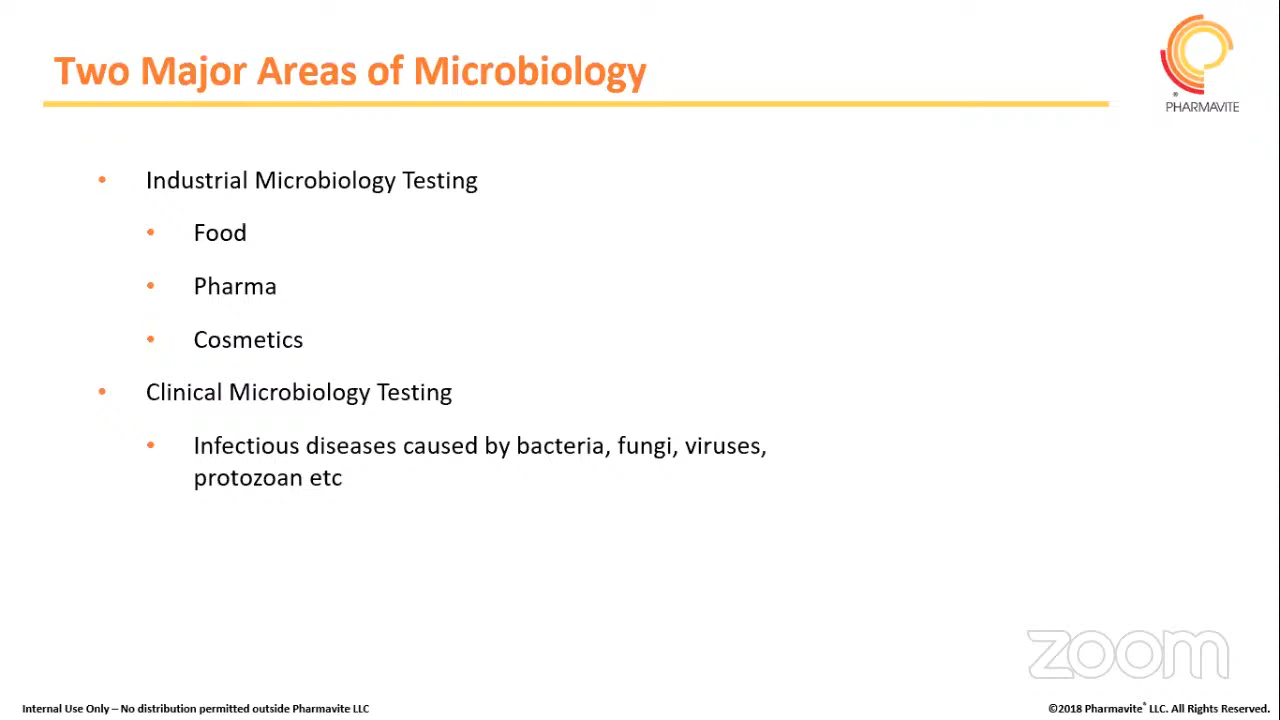 Two Major Areas of Microbiology
® PHARMAVITE
• Industrial Microbiology Testing
• Food
• Pharma
• Cosmetics
• Clinical Microbiology Testing
• Infectious diseases caused by bacteria, fungi, viruses,
protozoan etc
zoom
Internal Use Only – No distribution permitted outside Pharmavite LLC
©2018 Pharmavite® LLC. All Rights Reserved.